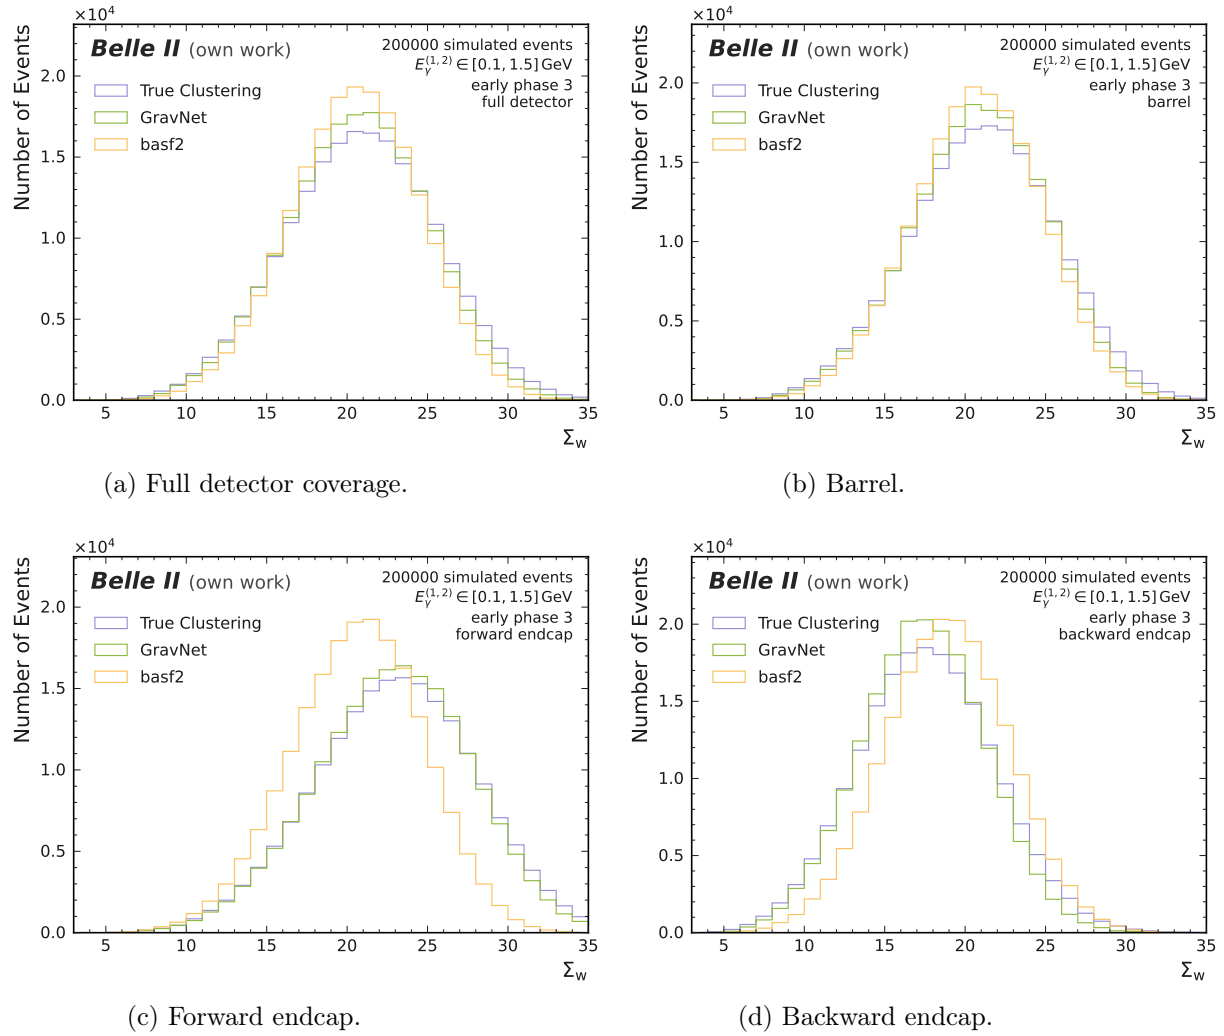 ×10⁴
Belle II (own work)
200000 simulated events
E_γ^(1,2) ∈ [0.1, 1.5] GeV
early phase 3
full detector
True Clustering
GravNet
basf2
Number of Events
2.0
1.5
1.0
0.5
0.0
5 10 15 20 25 30 35
Σ_w
(a) Full detector coverage.
×10⁴
Belle II (own work)
200000 simulated events
E_γ^(1,2) ∈ [0.1, 1.5] GeV
early phase 3
barrel
True Clustering
GravNet
basf2
Number of Events
2.0
1.5
1.0
0.5
0.0
5 10 15 20 25 30 35
Σ_w
(b) Barrel.
×10⁴
Belle II (own work)
200000 simulated events
E_γ^(1,2) ∈ [0.1, 1.5] GeV
early phase 3
forward endcap
True Clustering
GravNet
basf2
Number of Events
2.0
1.5
1.0
0.5
0.0
5 10 15 20 25 30 35
Σ_w
(c) Forward endcap.
×10⁴
Belle II (own work)
200000 simulated events
E_γ^(1,2) ∈ [0.1, 1.5] GeV
early phase 3
backward endcap
True Clustering
GravNet
basf2
Number of Events
2.0
1.5
1.0
0.5
0.0
5 10 15 20 25 30 35
Σ_w
(d) Backward endcap.